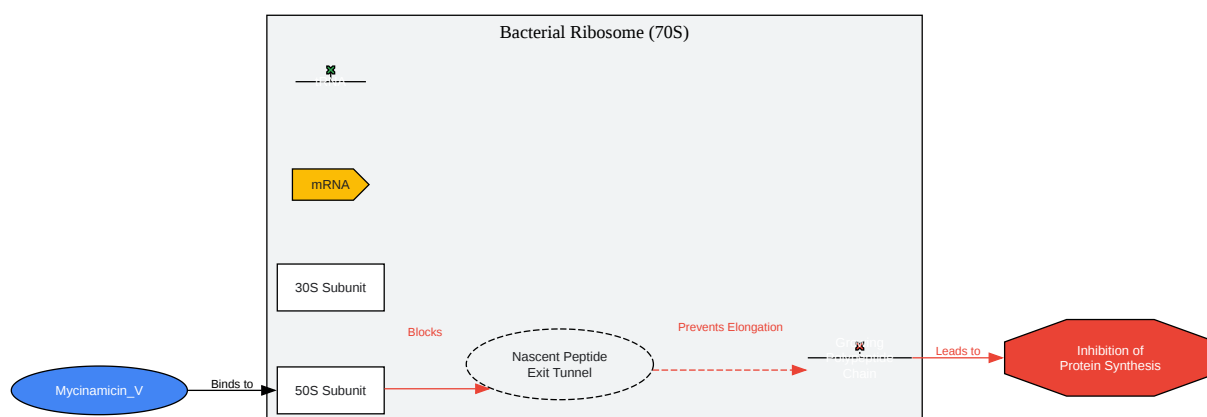 Bacterial Ribosome (70S)
mRNA
30S Subunit
Blocks
Prevents Elongation
Growing
Nascent Peptide
Exit Tunnel
Chain
Leads to
Inhibition of
Protein Synthesis
Mycinamicin_V
Binds to
50S Subunit